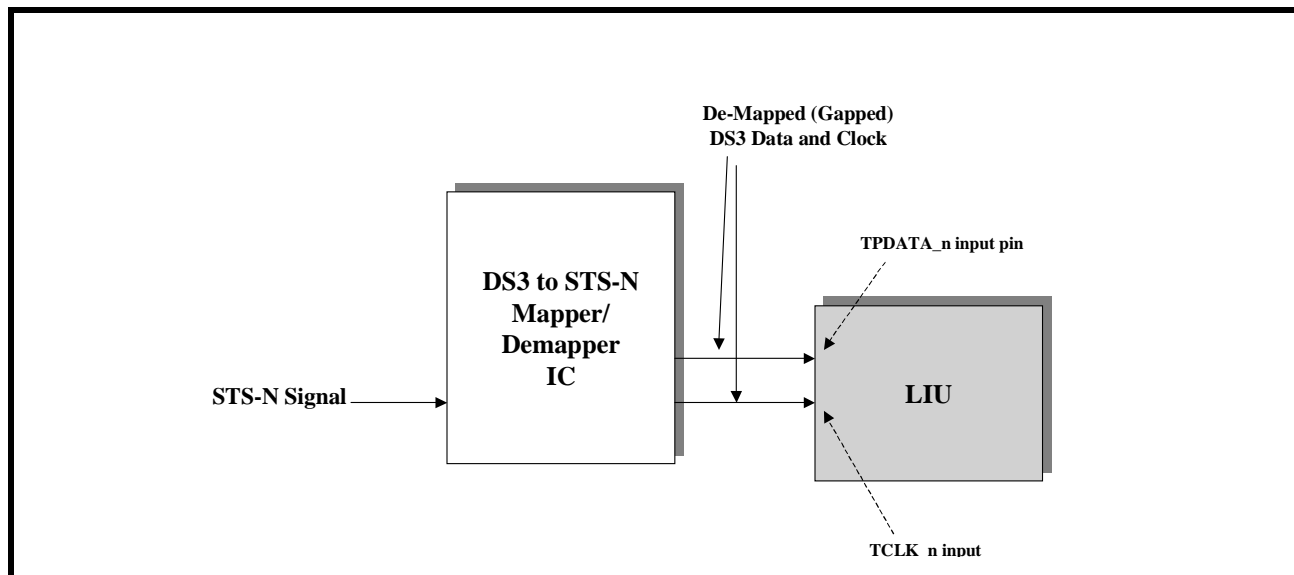 De-Mapped (Gapped)
DS3 Data and Clock
TPDATA_n input pin
DS3 to STS-N
Mapper/
Demapper
IC
STS-N Signal
LIU
TCLK_n input